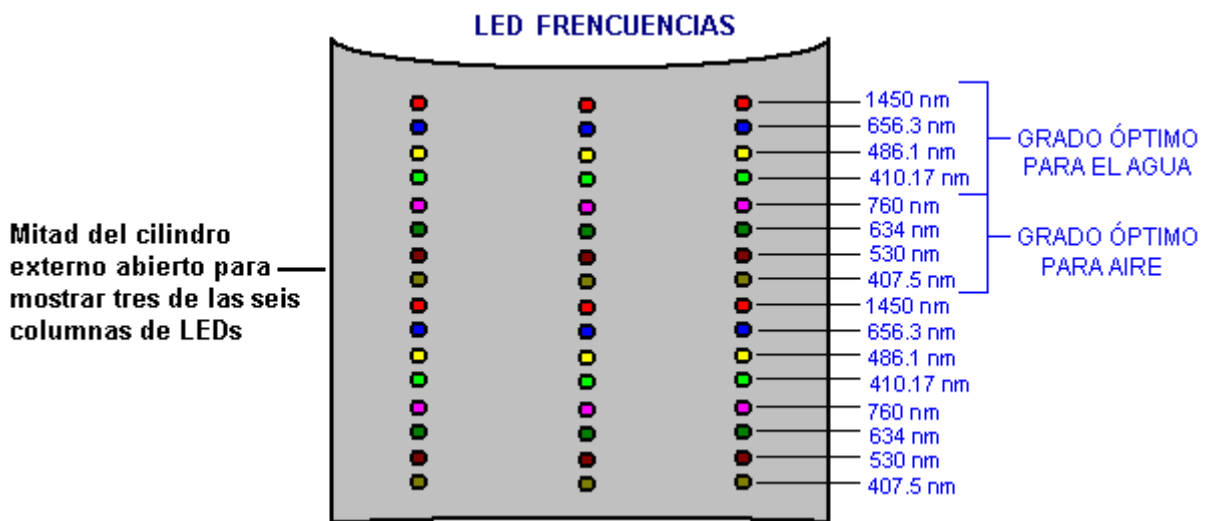 LED FRENCUENCIAS
1450 nm
656.3 nm
486.1 nm
410.17 nm
GRADO ÓPTIMO
PARA EL AGUA
760 nm
634 nm
530 nm
407.5 nm
GRADO ÓPTIMO
PARA AIRE
1450 nm
656.3 nm
486.1 nm
410.17 nm
760 nm
634 nm
530 nm
407.5 nm
Mitad del cilindro
externo abierto para
mostrar tres de las seis
columnas de LEDs